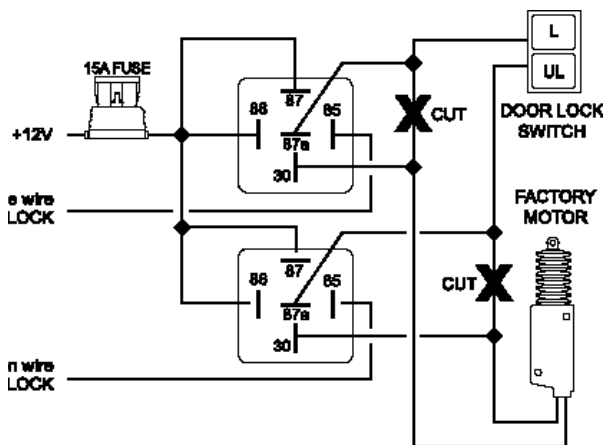 L
UL
15A FUSE
87
86
85
CUT
DOOR LOCK
SWITCH
+12V
87a
30
e wire
LOCK
FACTORY
MOTOR
87
86
85
CUT
87a
30
n wire
LOCK